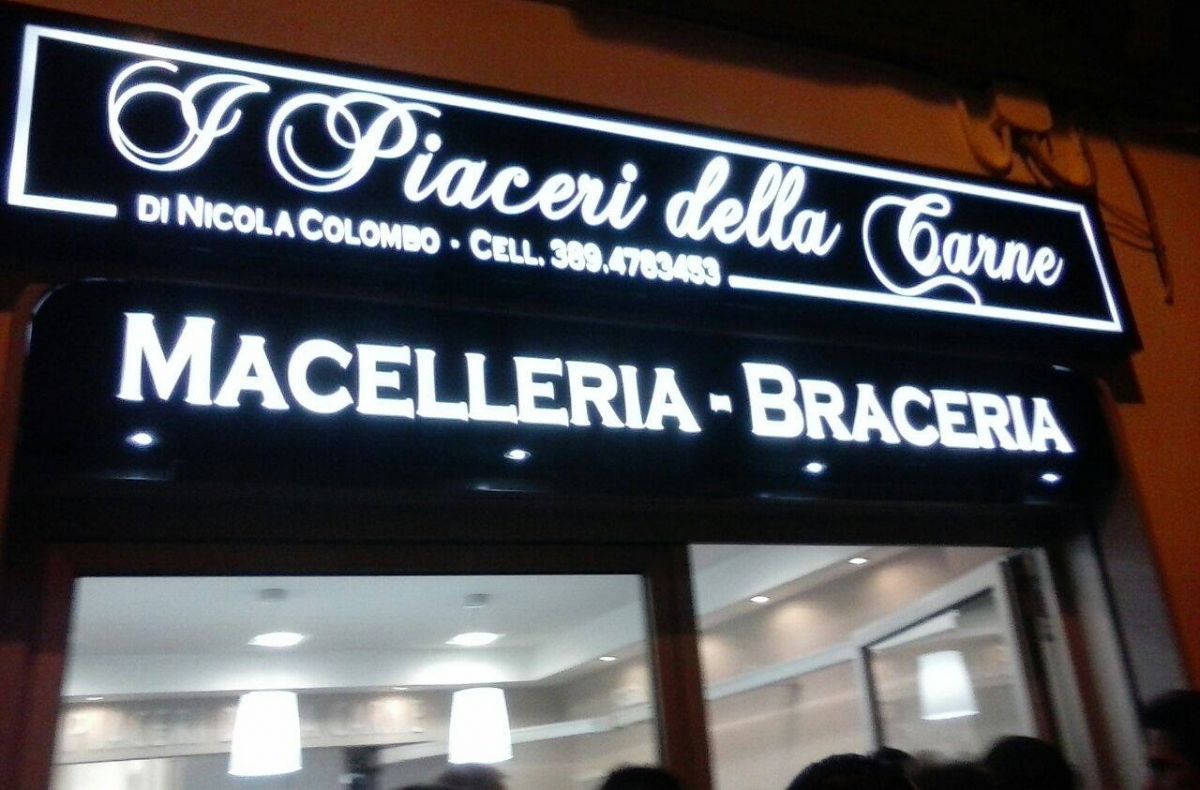 I Piaceri della Carne
DI NICOLA COLOMBO · CELL. 389.4783453
MACELLERIA - BRACERIA